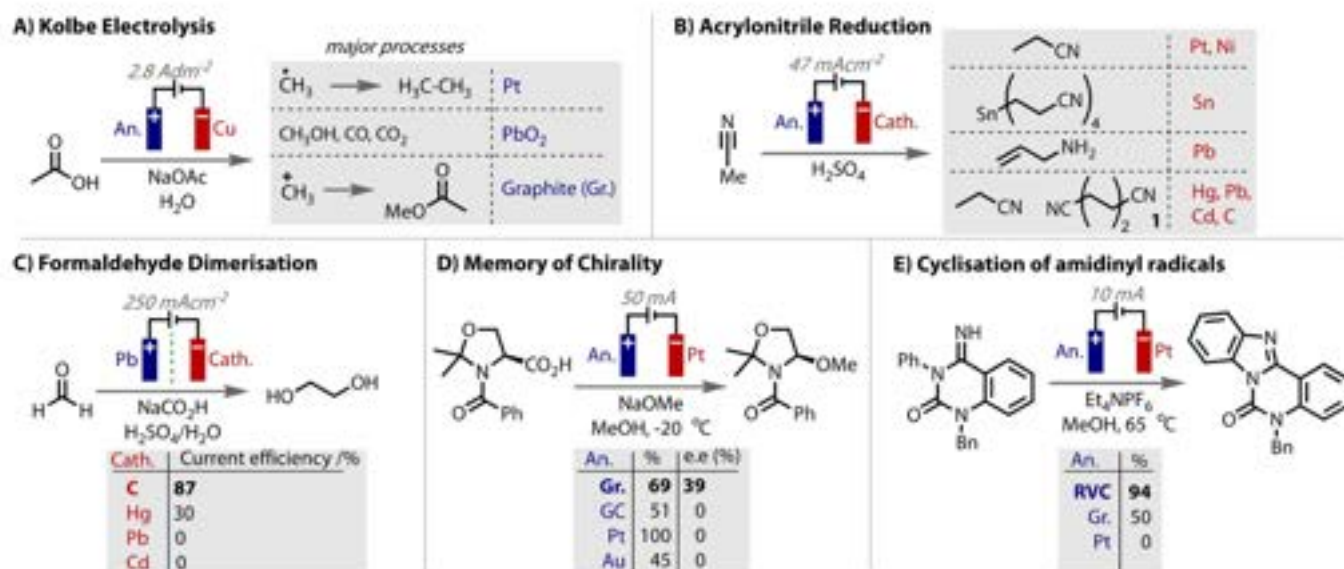 A) Kolbe Electrolysis
major processes
2.8 Adm⁻²
An.
Cu
O
OH
NaOAc
H₂O
ĊH₃ H₃C-CH₃ Pt
CH₃OH, CO, CO₂ PbO₂
⁺CH₃ MeO O Graphite (Gr.)
B) Acrylonitrile Reduction
47 mAcm⁻²
An.
Cath.
N
Me
H₂SO₄
CN Pt, Ni
Sn CN 4 Sn
NH₂ Pb
CN NC CN 2 1 Hg, Pb,
Cd, C
C) Formaldehyde Dimerisation
250 mAcm⁻²
Pb
Cath.
O
H H
NaCO₂H
H₂SO₄/H₂O
HO OH
Cath. Current efficiency /%
C 87
Hg 30
Pb 0
Cd 0
D) Memory of Chirality
50 mA
An.
Pt
O
N
CO₂H
O Ph
NaOMe
MeOH, -20 °C
O
N
OMe
O Ph
An. % e.e (%)
Gr. 69 39
GC 51 0
Pt 100 0
Au 45 0
E) Cyclisation of amidinyl radicals
10 mA
An.
Pt
NH
Ph
N
O N
Bn
Et₄NPF₆
MeOH, 65 °C
N
N
O N
Bn
An. %
RVC 94
Gr. 50
Pt 0